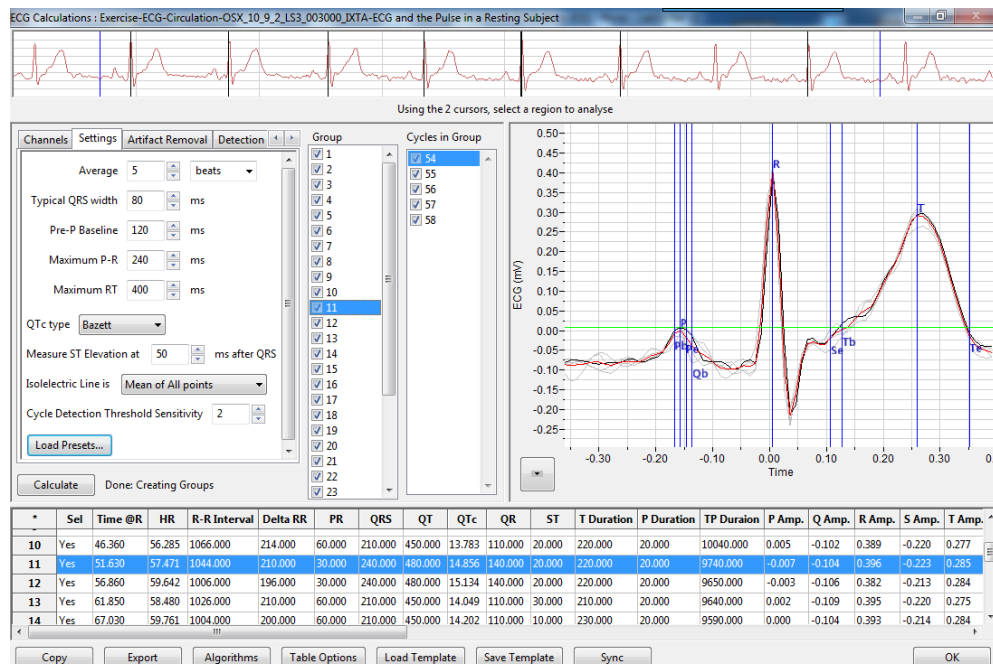 ECG Calculations : Exercise-ECG-Circulation-OSX_10_9_2_LS3_003000_IXTA-ECG and the Pulse in a Resting Subject
Using the 2 cursors, select a region to analyse
Channels Settings Artifact Removal Detection
Average 5 beats
Typical QRS width 80 ms
Pre-P Baseline 120 ms
Maximum P-R 240 ms
Maximum RT 400 ms
QTc type Bazett
Measure ST Elevation at 50 ms after QRS
Isolelectric Line is Mean of All points
Cycle Detection Threshold Sensitivity 2
Load Presets...
Calculate Done: Creating Groups
Group
1
2
3
4
5
6
7
8
9
10
11
12
13
14
15
16
17
18
19
20
21
22
23
Cycles in Group
54
55
56
57
58
ECG (mV)
0.50
0.45
0.40
0.35
0.30
0.25
0.20
0.15
0.10
0.05
0.00
-0.05
-0.10
-0.15
-0.20
-0.25
R
T
P
Pb
Pe
Qb
Se
Tb
Te
-0.30 -0.20 -0.10 0.00 0.10 0.20 0.30
Time
* Sel Time @R HR R-R Interval Delta RR PR QRS QT QTc QR ST T Duration P Duration TP Duraion P Amp. Q Amp. R Amp. S Amp. T Amp.
10 Yes 46.360 56.285 1066.000 214.000 60.000 210.000 450.000 13.783 110.000 20.000 220.000 20.000 10040.000 0.005 -0.102 0.389 -0.220 0.277
11 Yes 51.630 57.471 1044.000 210.000 30.000 240.000 480.000 14.856 140.000 20.000 220.000 20.000 9740.000 -0.007 -0.104 0.396 -0.223 0.285
12 Yes 56.860 59.642 1006.000 196.000 30.000 240.000 480.000 15.134 140.000 20.000 220.000 20.000 9650.000 -0.003 -0.106 0.382 -0.213 0.284
13 Yes 61.850 58.480 1026.000 210.000 60.000 210.000 450.000 14.049 110.000 30.000 210.000 20.000 9640.000 0.002 -0.109 0.395 -0.220 0.275
14 Yes 67.030 59.761 1004.000 200.000 60.000 210.000 450.000 14.202 110.000 10.000 230.000 20.000 9590.000 0.000 -0.104 0.393 -0.214 0.284
Copy Export Algorithms Table Options Load Template Save Template Sync OK